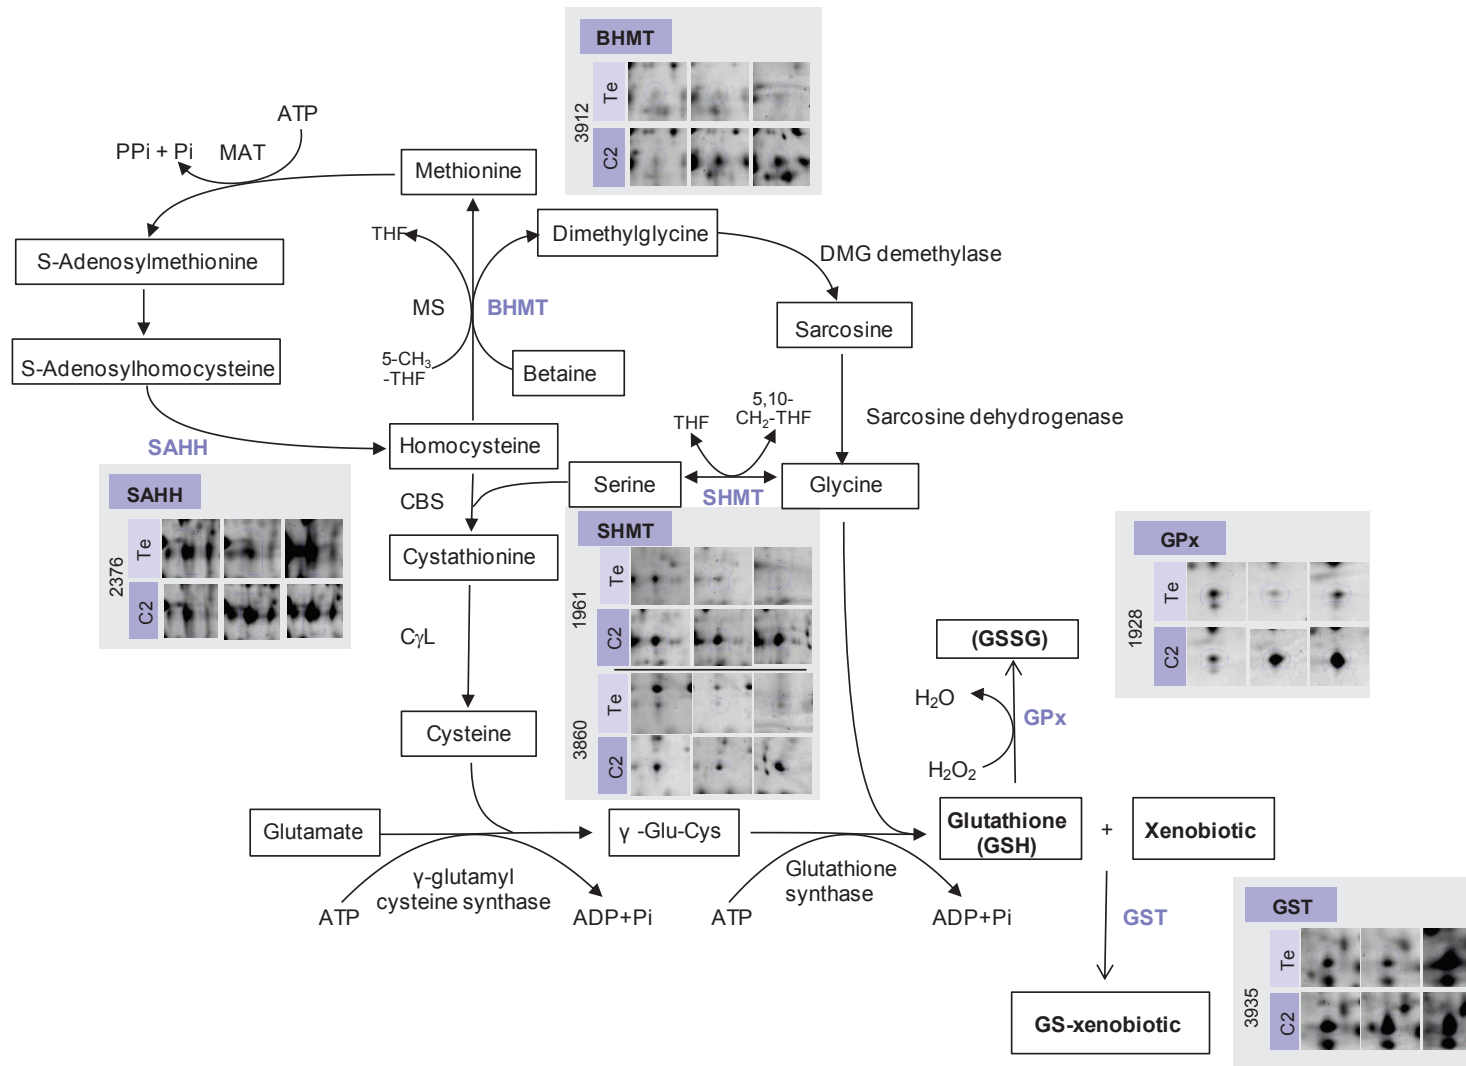 BHMT
Te
3912
C2
ATP
PPi + Pi
MAT
Methionine
THF
Dimethylglycine
DMG demethylase
S-Adenosylmethionine
MS
BHMT
Sarcosine
5-CH₃
-THF
Betaine
S-Adenosylhomocysteine
SAHH
Homocysteine
THF
5,10-
CH₂-THF
Sarcosine dehydrogenase
Serine
SHMT
Glycine
CBS
SAHH
Te
2376
C2
Cystathionine
SHMT
Te
1961
C2
Te
3860
C2
GPx
Te
1928
C2
CγL
Cysteine
(GSSG)
H₂O
GPx
H₂O₂
Glutamate
γ -Glu-Cys
Glutathione
(GSH)
+
Xenobiotic
γ-glutamyl
cysteine synthase
ATP
ADP+Pi
Glutathione
synthase
ATP
ADP+Pi
GST
GST
Te
3935
C2
GS-xenobiotic